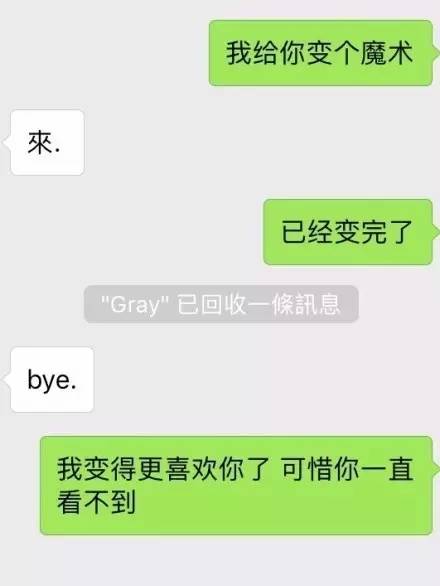 我给你变个魔术
來.
已经变完了
"Gray" 已回收一條訊息
bye.
我变得更喜欢你了 可惜你一直
看不到